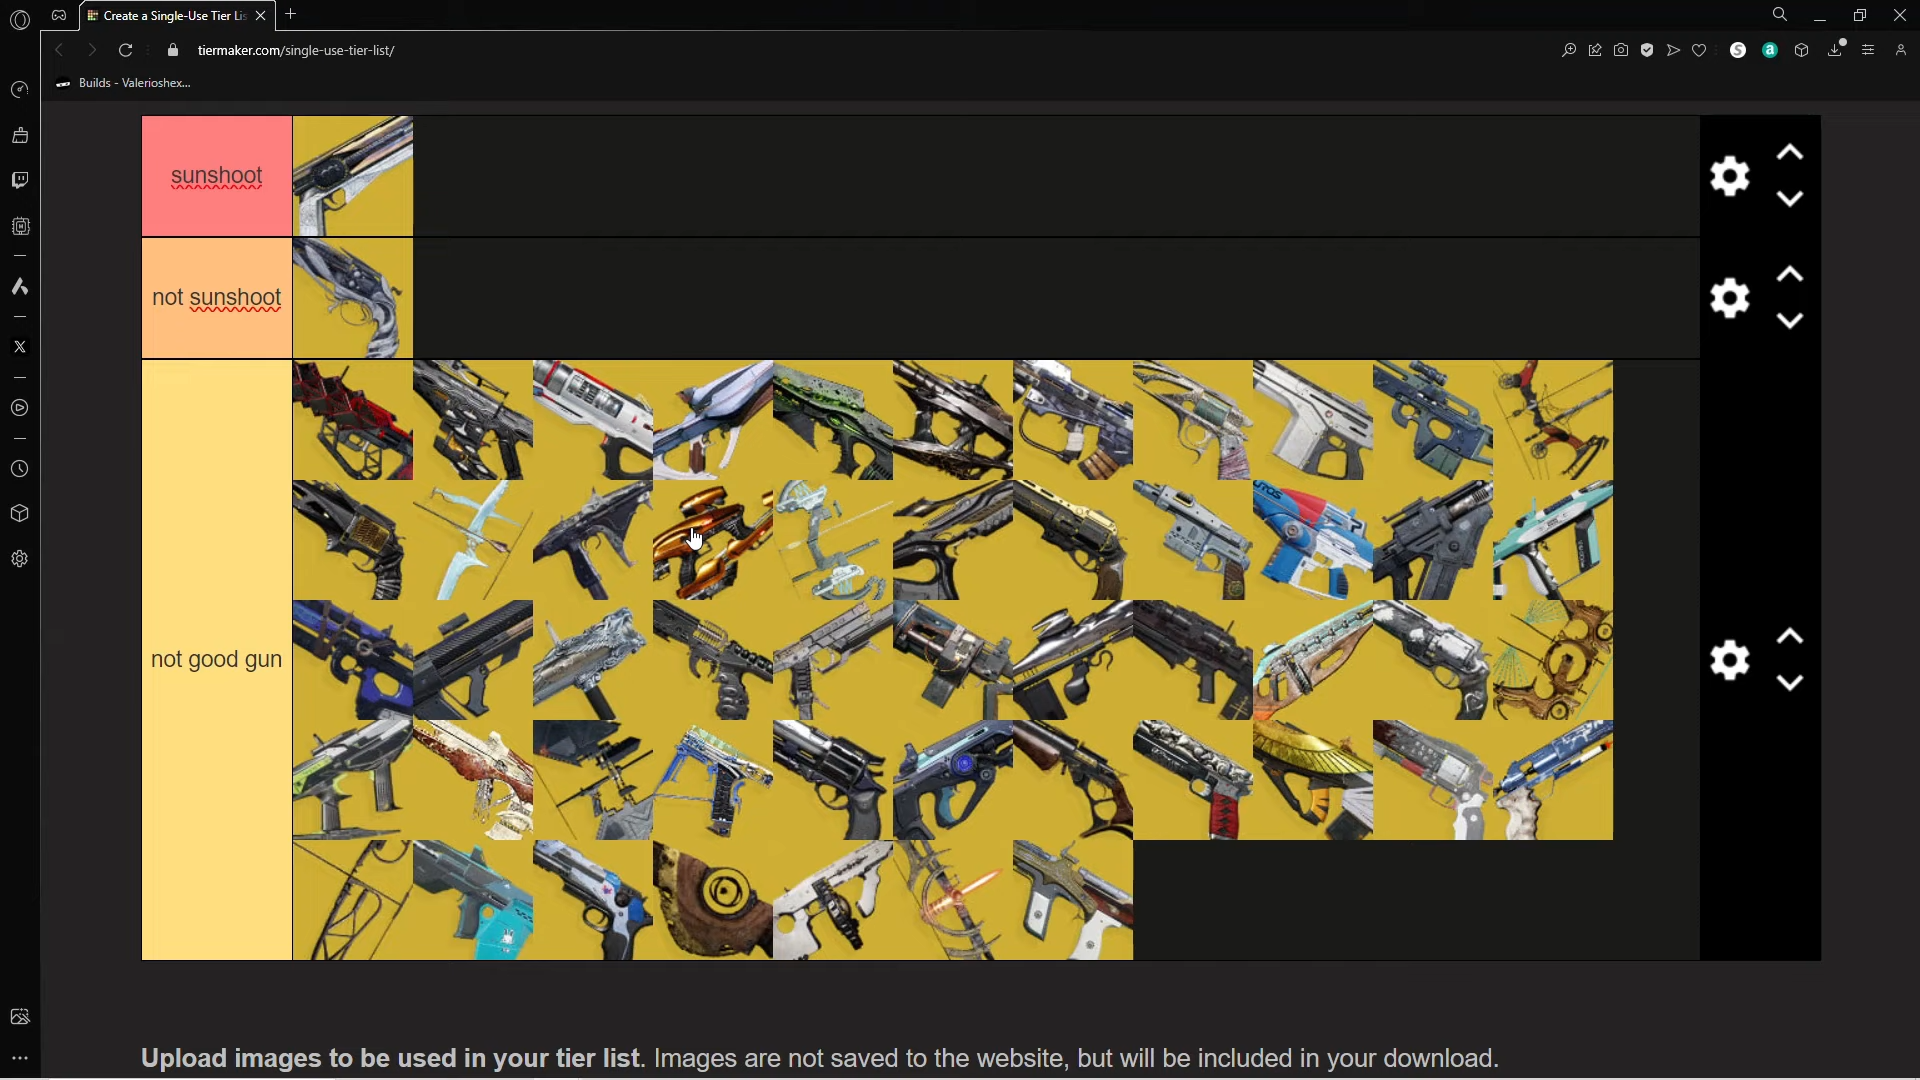 Create a Single-Use Tier Lis
tiermaker.com/single-use-tier-list/
Builds - Valerioshex...
sunshoot
not sunshoot
not good gun
Upload images to be used in your tier list. Images are not saved to the website, but will be included in your download.